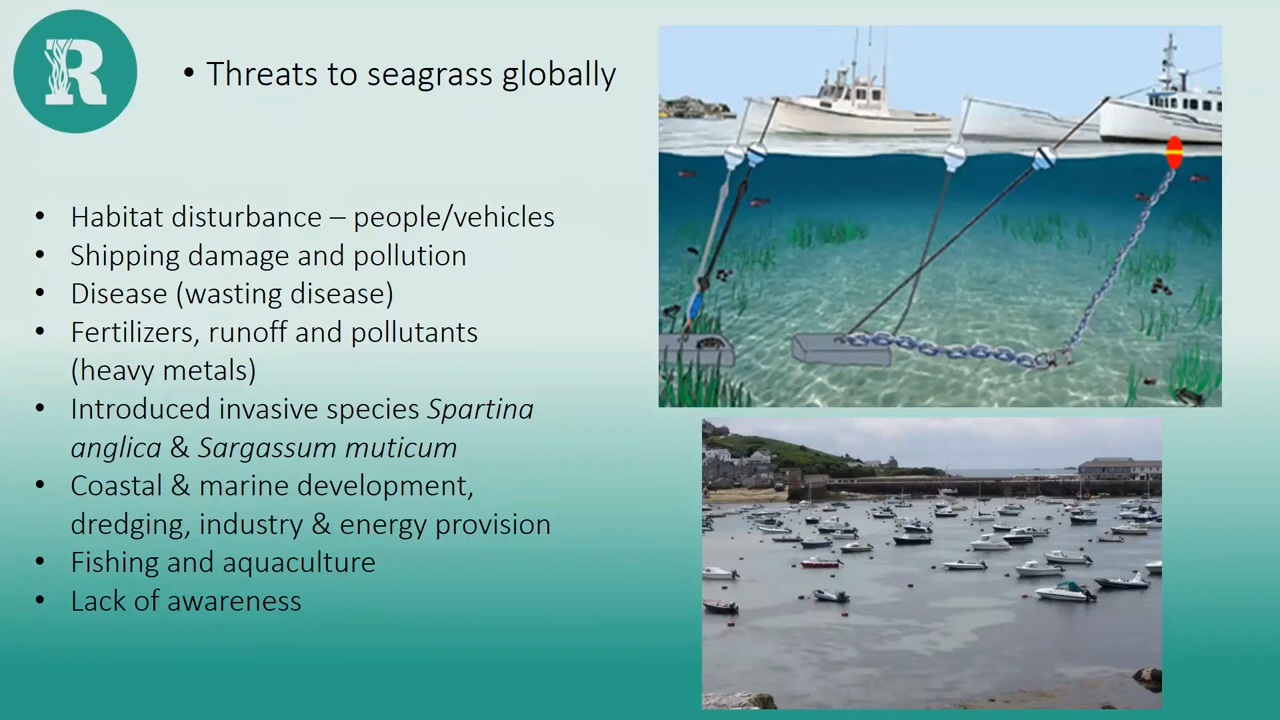 R
• Threats to seagrass globally
• Habitat disturbance – people/vehicles
• Shipping damage and pollution
• Disease (wasting disease)
• Fertilizers, runoff and pollutants
(heavy metals)
• Introduced invasive species Spartina
anglica & Sargassum muticum
• Coastal & marine development,
dredging, industry & energy provision
• Fishing and aquaculture
• Lack of awareness